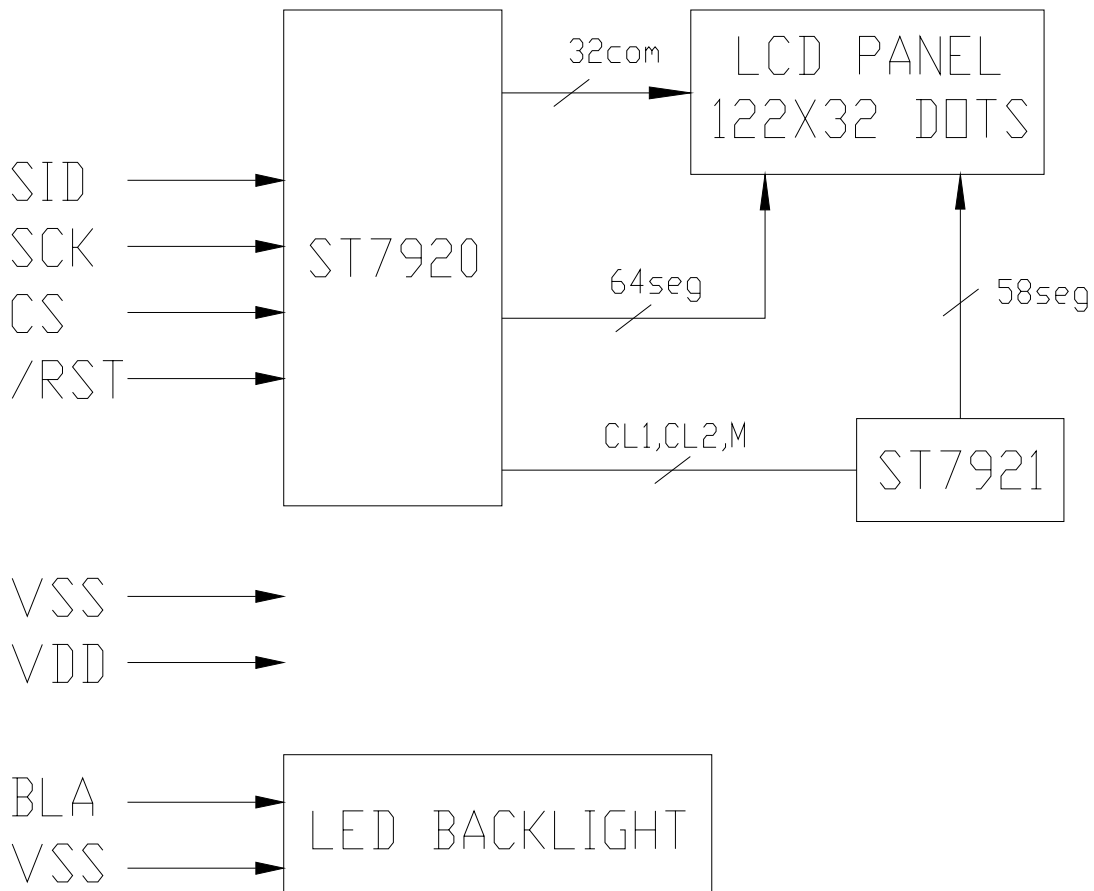 32com
LCD PANEL
122X32 DOTS
SID
SCK
CS
/RST
ST7920
64seg
58seg
CL1,CL2,M
ST7921
VSS
VDD
BLA
VSS
LED BACKLIGHT